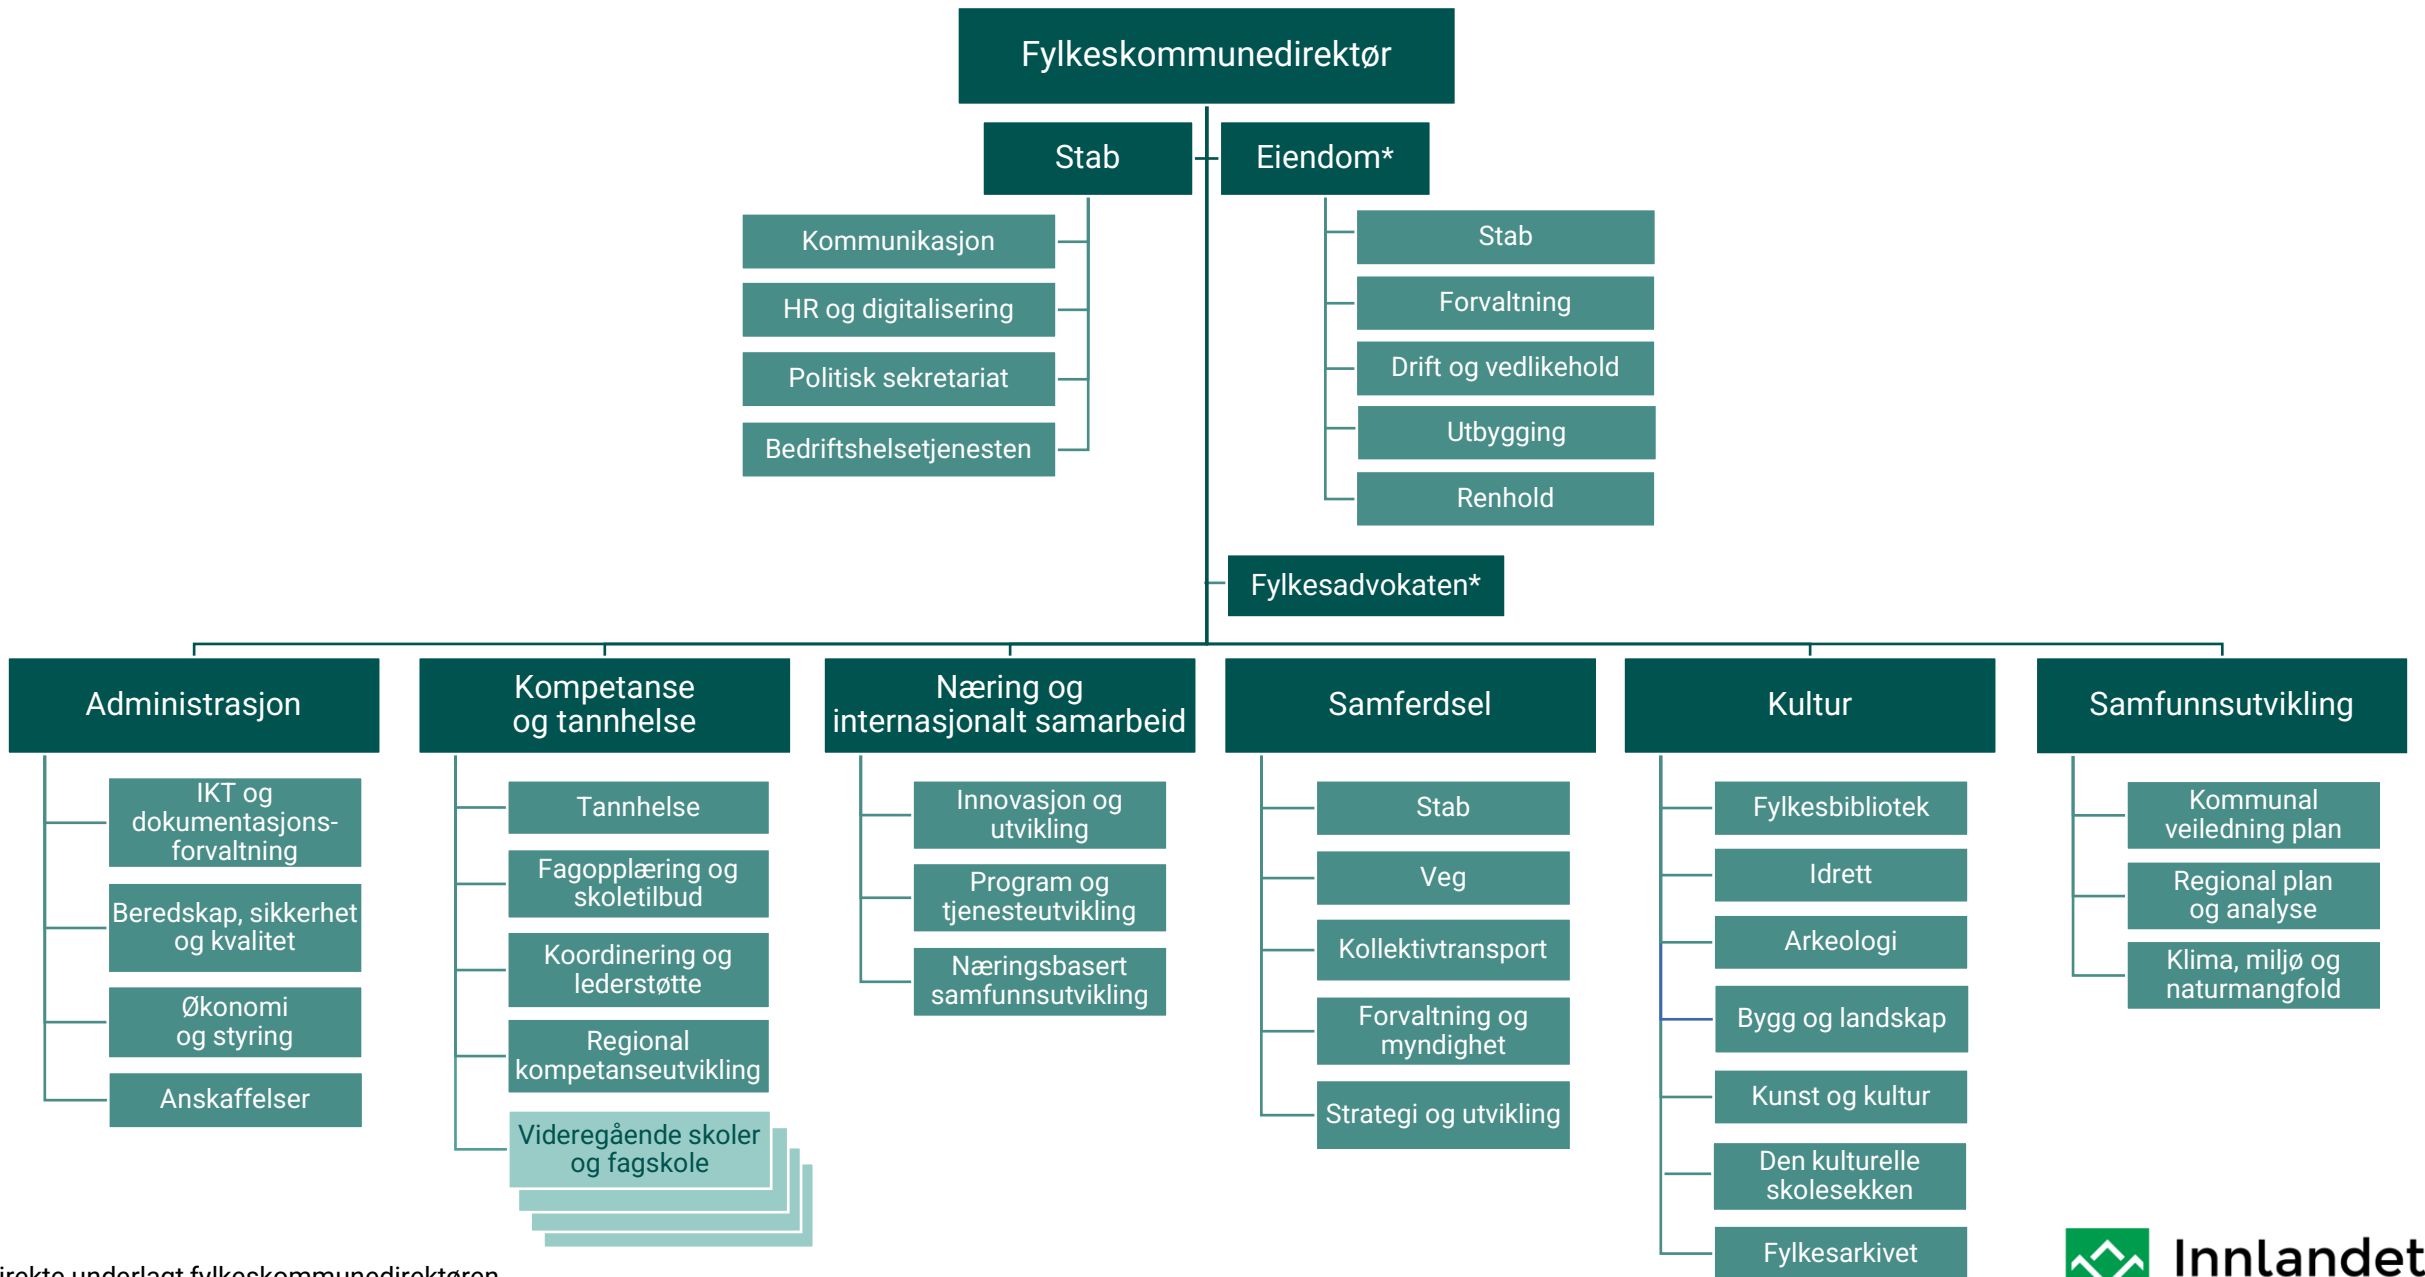 Fylkeskommunedirektør
Stab
Eiendom*
Kommunikasjon
HR og digitalisering
Politisk sekretariat
Bedriftshelsetjenesten
Stab
Forvaltning
Drift og vedlikehold
Utbygging
Renhold
Fylkesadvokaten*
Administrasjon
IKT og
dokumentasjons-
forvaltning
Beredskap, sikkerhet
og kvalitet
Økonomi
og styring
Anskaffelser
Kompetanse
og tannhelse
Tannhelse
Fagopplæring og
skoletilbud
Koordinering og
lederstøtte
Regional
kompetanseutvikling
Videregående skoler
og fagskole
Næring og
internasjonalt samarbeid
Innovasjon og
utvikling
Program og
tjenesteutvikling
Næringsbasert
samfunnsutvikling
Samferdsel
Stab
Veg
Kollektivtransport
Forvaltning og
myndighet
Strategi og utvikling
Kultur
Fylkesbibliotek
Idrett
Arkeologi
Bygg og landskap
Kunst og kultur
Den kulturelle
skolesekken
Fylkesarkivet
Samfunnsutvikling
Kommunal
veiledning plan
Regional plan
og analyse
Klima, miljø og
naturmangfold
underlagt fylkeskommunedirektøren
Innlandet